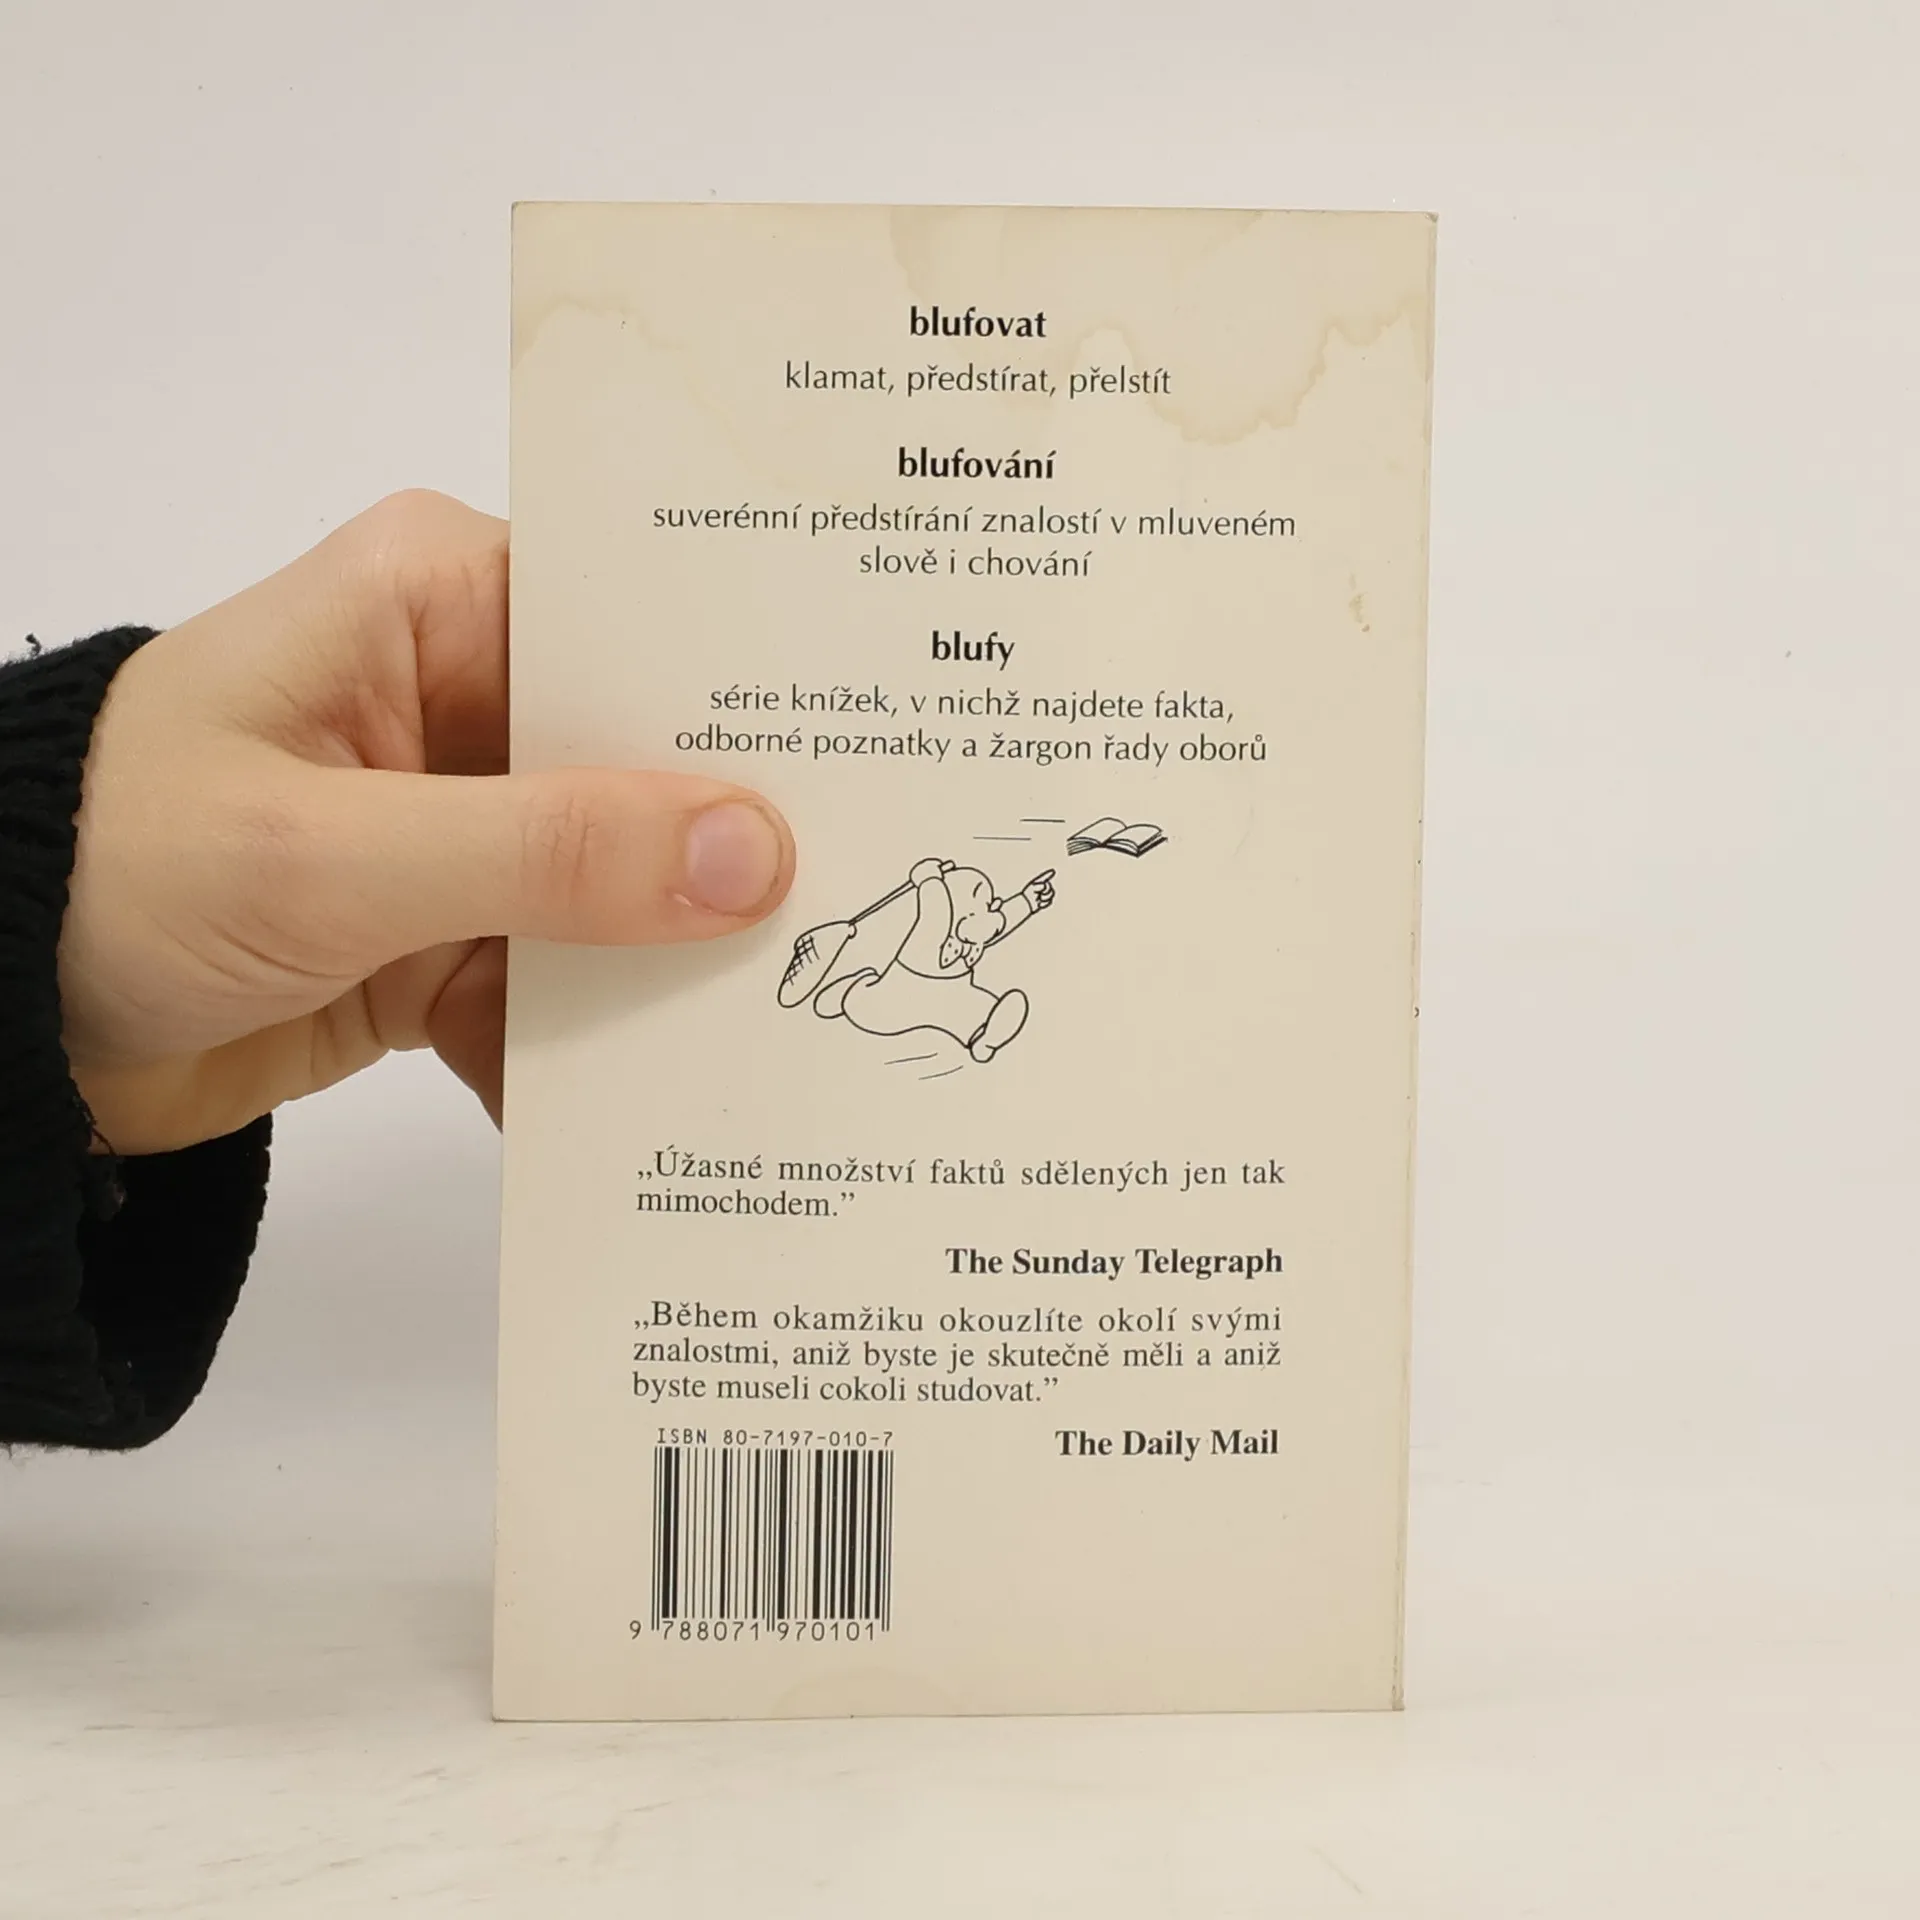 blufovat
klamat, předstírat, přelstít
blufování
suverénní předstírání znalostí v mluveném
slově i chování
blufy
série knížek, v nichž najdete fakta,
odborné poznatky a žargon řady oborů
„Úžasné množství faktů sdělených jen tak
mimochodem.”
The Sunday Telegraph
„Během okamžiku okouzlíte okolí svými
znalostmi, aniž byste je skutečně měli a aniž
byste museli cokoli studovat.”
The Daily Mail
ISBN 80-7197-010-7
9 788071 970101